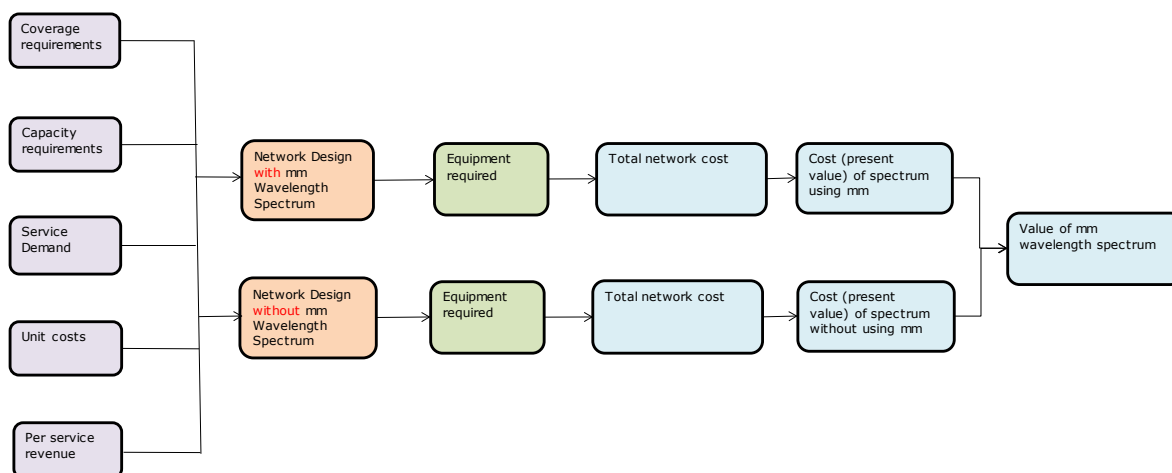 Coverage
requirements
Capacity
requirements
Service
Demand
Unit costs
Per service
revenue
Network Design
with mm
Wavelength
Spectrum
Equipment
required
Total network cost
Cost (present
value) of spectrum
using mm
Network Design
without mm
Wavelength
Spectrum
Equipment
required
Total network cost
Cost (present
value) of spectrum
without using mm
Value of mm
wavelength spectrum